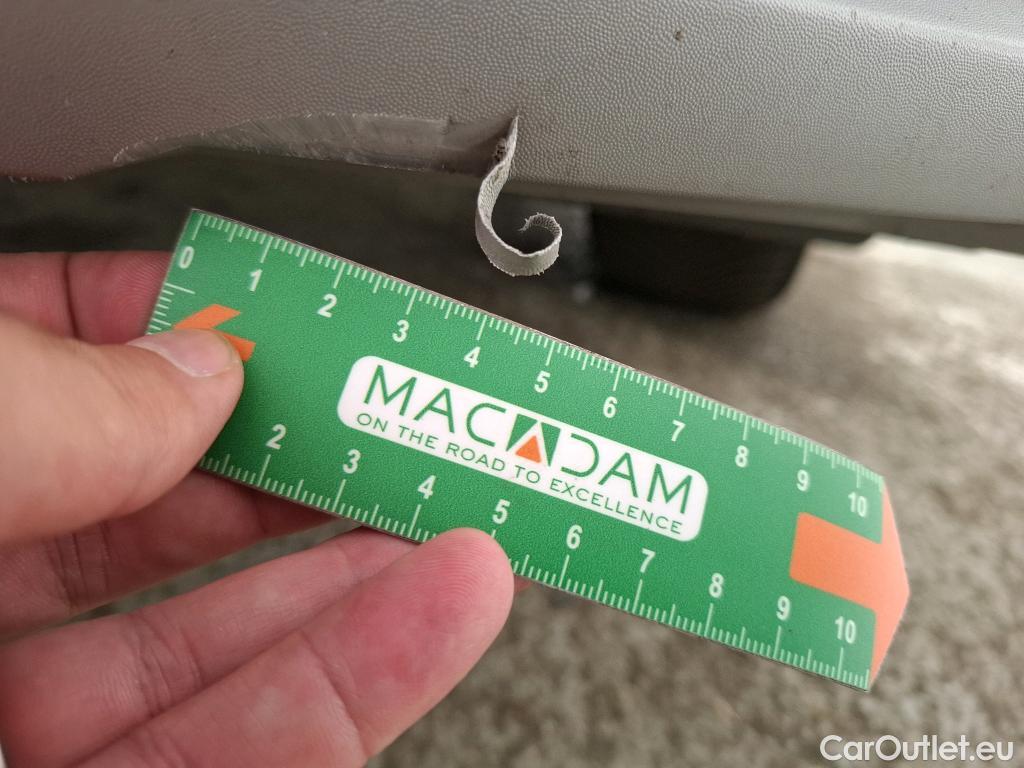 0 1 2 3 4 5 6 7 8 9 10
MACADAM
ON THE ROAD TO EXCELLENCE
2 3 4 5 6 7 8 9 10
CarOutlet.eu